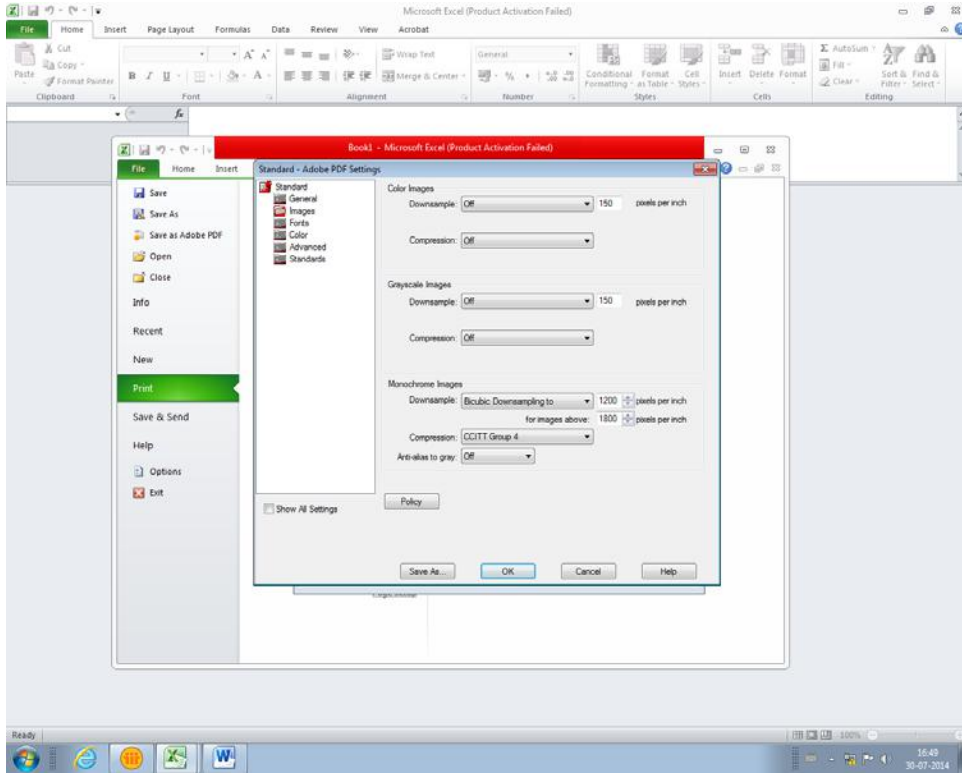 Microsoft Excel (Product Activation Failed)
File Home Insert Page Layout Formulas Data Review View Acrobat
Cut
Copy
Format Painter
Paste
Clipboard
B I U
Font
A A
Wrap Text
Merge & Center
Alignment
General
%
Number
Conditional Formatting
Format as Table
Cell Styles
Styles
Insert Delete Format
Cells
AutoSum
Fill
Clear
Sort & Filter
Find & Select
Editing
fx
Book1 - Microsoft Excel (Product Activation Failed)
File Home Insert
Save
Save As
Save as Adobe PDF
Open
Close
Info
Recent
New
Print
Save & Send
Help
Options
Exit
Standard - Adobe PDF Settings
Standard
General
Images
Fonts
Color
Advanced
Standards
Show All Settings
Color Images
Downsample: Off 150 pixels per inch
Compression: Off
Grayscale Images
Downsample: Off 150 pixels per inch
Compression: Off
Monochrome Images
Downsample: Bicubic Downsampling to 1200 pixels per inch
for images above: 1800 pixels per inch
Compression: CCITT Group 4
Anti-alias to gray: Off
Policy
Save As... OK Cancel Help
Ready
100%
16:49
30-07-2014